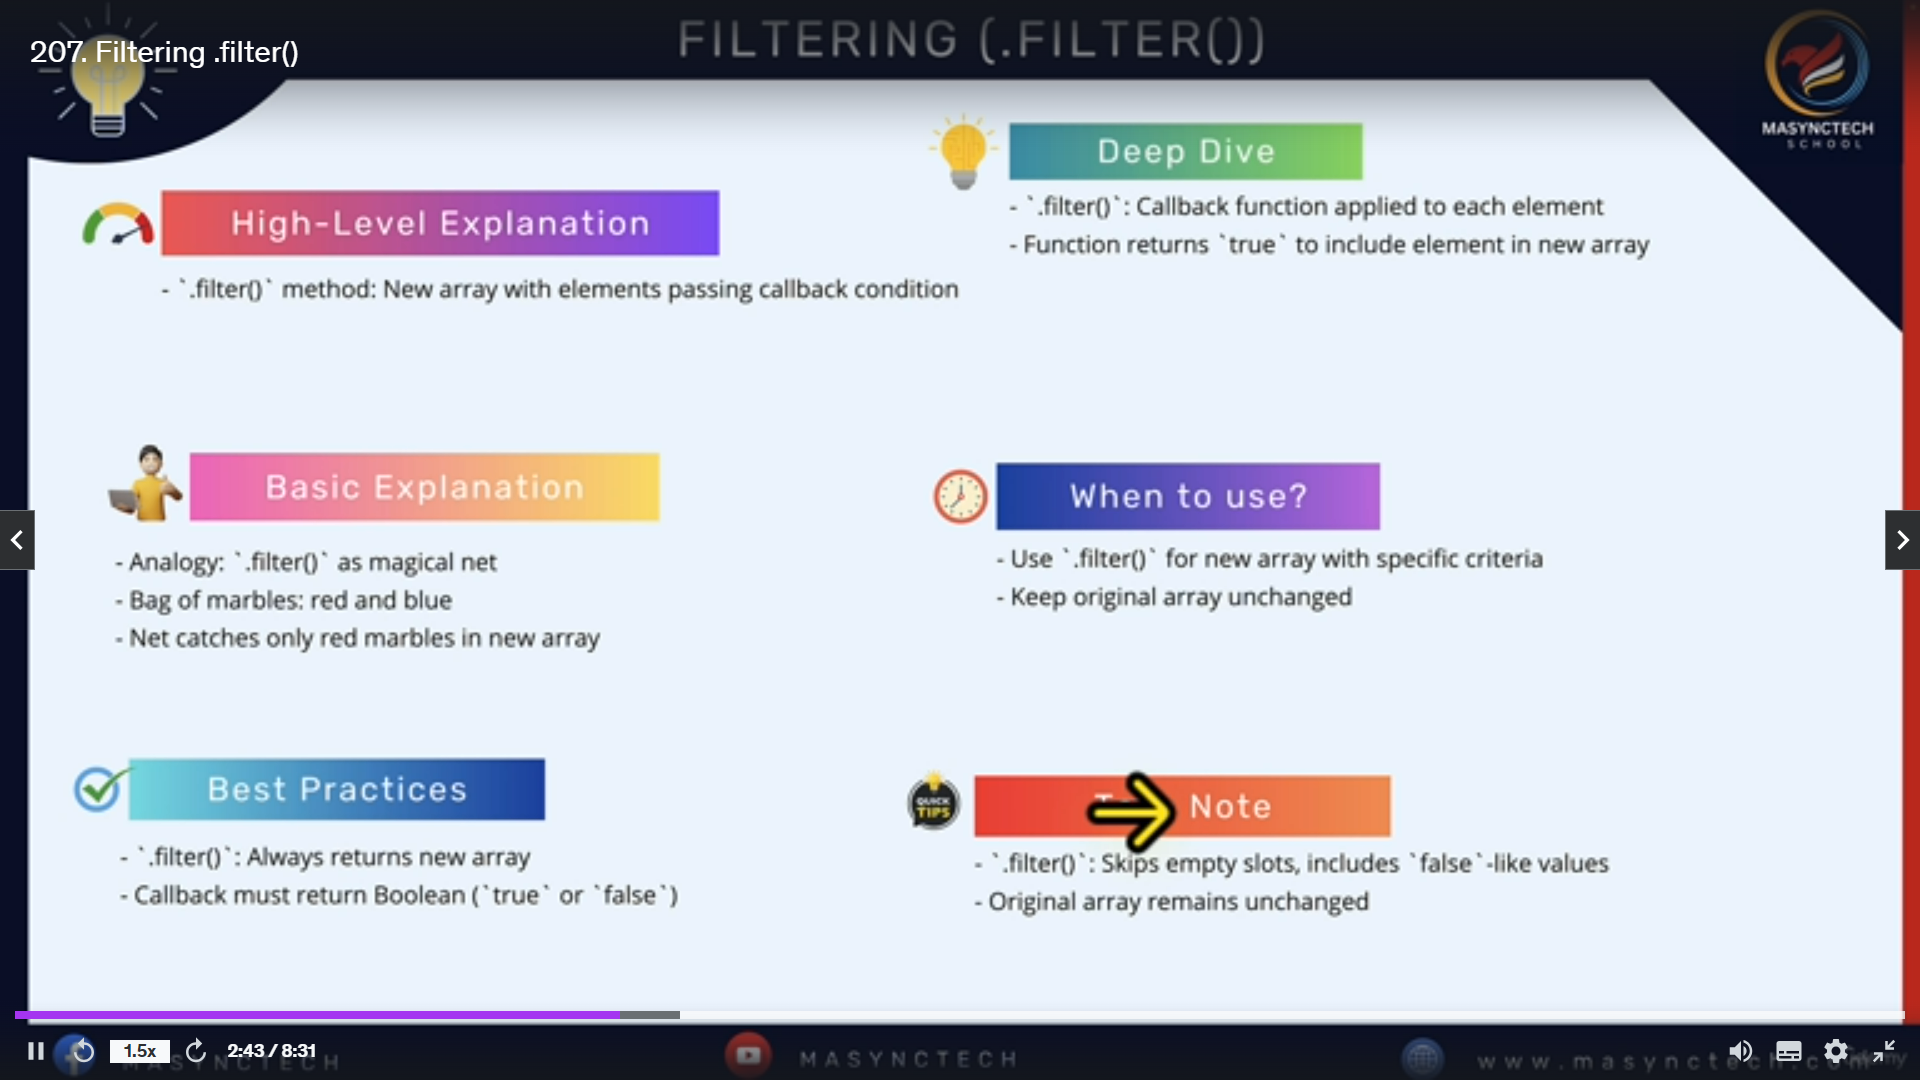 FILTERING (.FILTER())
207. Filtering .filter()
MASYNCTECH
SCHOOL
High-Level Explanation
- `.filter()` method: New array with elements passing callback condition
Deep Dive
- `.filter()`: Callback function applied to each element
- Function returns `true` to include element in new array
Basic Explanation
- Analogy: `.filter()` as magical net
- Bag of marbles: red and blue
- Net catches only red marbles in new array
When to use?
- Use `.filter()` for new array with specific criteria
- Keep original array unchanged
Best Practices
- `.filter()`: Always returns new array
- Callback must return Boolean (`true` or `false`)
QUICK
TIPS
Note
- `.filter()`: Skips empty slots, includes `false`-like values
- Original array remains unchanged
1.5x
2:43 / 8:31
MASYNCTECH
MASYNCTECH
www.masynctech.com